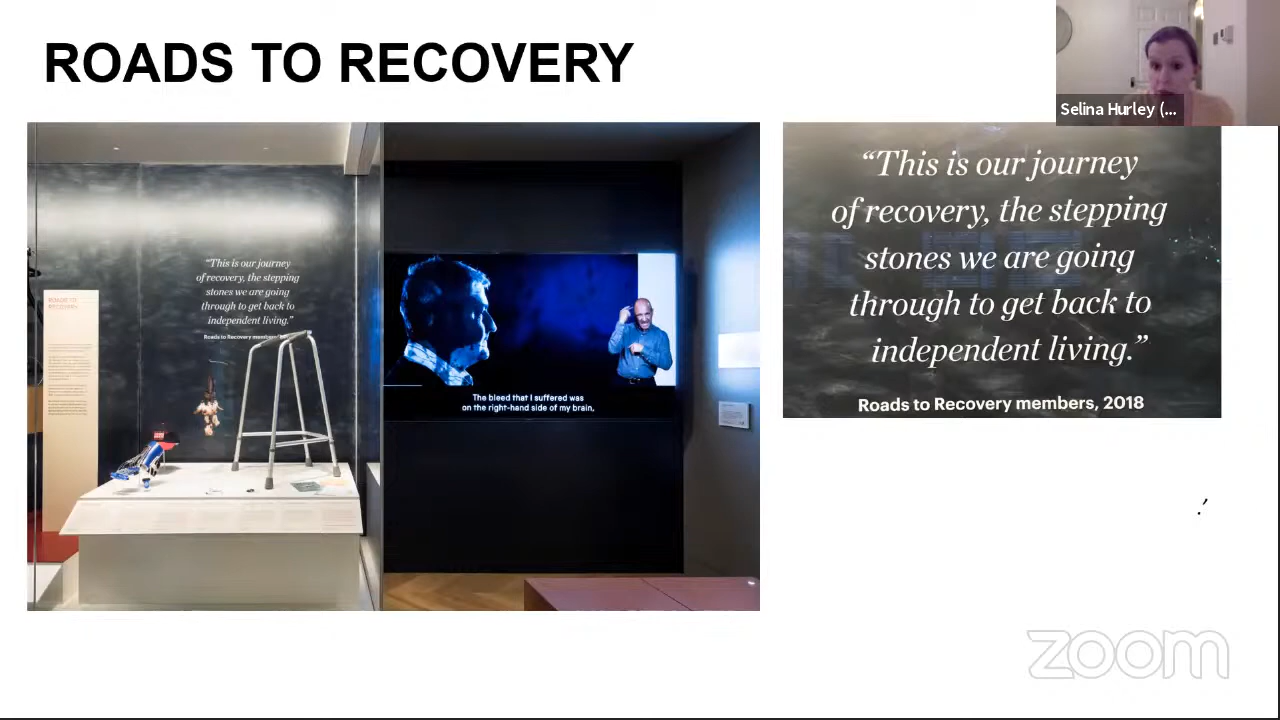 ROADS TO RECOVERY
Selina Hurley (...
ROADS TO
RECOVERY
“This is our journey
of recovery, the stepping
stones we are going
through to get back to
independent living.”
Roads to Recovery members,
The bleed that I suffered was
on the right-hand side of my brain,
“This is our journey
of recovery, the stepping
stones we are going
through to get back to
independent living.”
Roads to Recovery members, 2018
.’
zoom